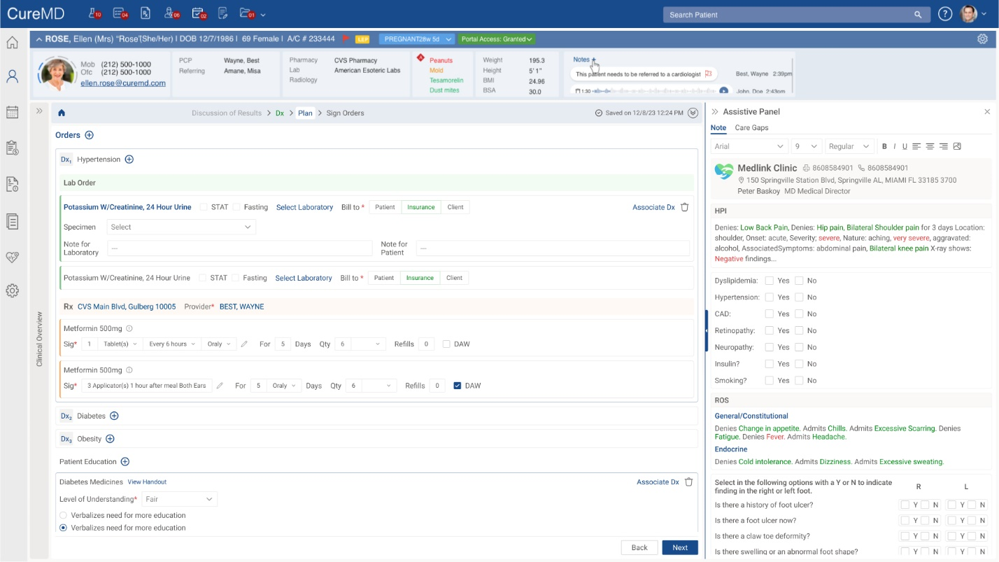 CureMD
10 04 06 02 01
Search Patient
ROSE, Ellen (Mrs) "Rose"(She/Her) | DOB 12/7/1986 | 69 Female | A/C # 233444 LEP PREGNANT28w 5d Portal Access: Granted
Mob (212) 500-1000
Ofc (212) 500-1000
ellen.rose@curemd.com
PCP Wayne, Best
Referring Amane, Misa
Pharmacy CVS Pharmacy
Lab American Esoteric Labs
Radiology
Peanuts
Mold
Tesamorelin
Dust mites
Weight 195.3
Height 5' 1"
BMI 24.96
BSA 30.0
Notes +
This patient needs to be referred to a cardiologist Best, Wayne 2:39pm
1:30 John, Doe 2:43pm
Clinical Overview
Discussion of Results > Dx > Plan > Sign Orders
Saved on 12/8/23 12:24 PM
Orders
Dx1 Hypertension
Lab Order
Potassium W/Creatinine, 24 Hour Urine STAT Fasting Select Laboratory Bill to * Patient Insurance Client Associate Dx
Specimen Select
Note for Laboratory ---
Note for Patient ---
Potassium W/Creatinine, 24 Hour Urine STAT Fasting Select Laboratory Bill to * Patient Insurance Client
Rx CVS Main Blvd, Gulberg 10005 Provider* BEST, WAYNE
Metformin 500mg
Sig* 1 Tablet(s) Every 6 hours Oraly For 5 Days Qty 6 Refills 0 DAW
Metformin 500mg
Sig* 3 Applicator(s) 1 hour after meal Both Ears For 5 Oraly Days Qty 6 Refills 0 DAW
Dx2 Diabetes
Dx3 Obesity
Patient Education
Diabetes Medicines View Handout Associate Dx
Level of Understanding* Fair
Verbalizes need for more education
Verbalizes need for more education
Back Next
Assistive Panel
Note Care Gaps
Arial 9 Regular B I U
Medlink Clinic 8608584901 8608584901
150 Springville Station Blvd, Springville AL, MIAMI FL 33185 3700
Peter Baskoy MD Medical Director
HPI
Denies: Low Back Pain, Denies: Hip pain, Bilateral Shoulder pain for 3 days Location:
shoulder, Onset: acute, Severity; severe, Nature: aching, very severe, aggravated:
alcohol, AssociatedSymptoms: abdominal pain, Bilateral knee pain X-ray shows:
Negative findings...
Dyslipidemia: Yes No
Hypertension: Yes No
CAD: Yes No
Retinopathy: Yes No
Neuropathy: Yes No
Insulin? Yes No
Smoking? Yes No
ROS
General/Constitutional
Denies Change in appetite. Admits Chills. Admits Excessive Scarring. Denies
Fatigue. Denies Fever. Admits Headache.
Endocrine
Denies Cold intolerance. Admits Dizziness. Admits Excessive sweating.
Select in the following options with a Y or N to indicate
finding in the right or left foot. R L
Is there a history of foot ulcer? Y N Y N
Is there a foot ulcer now? Y N Y N
Is there a claw toe deformity? Y N Y N
Is there swelling or an abnormal foot shape? Y N Y N